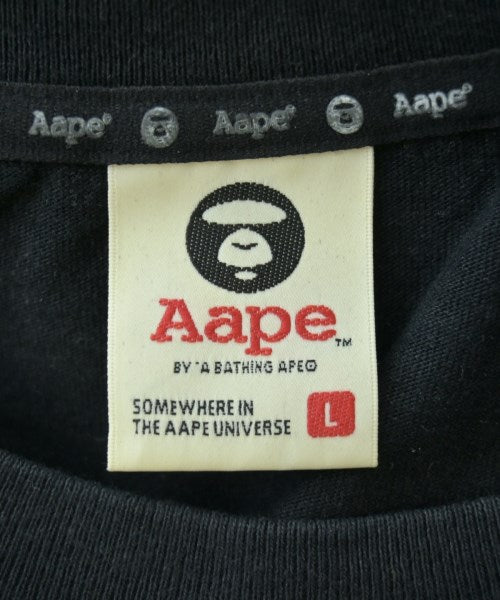 Aape® Aape® Aape®
Aape™
BY *A BATHING APE®
SOMEWHERE IN
THE AAPE UNIVERSE
L